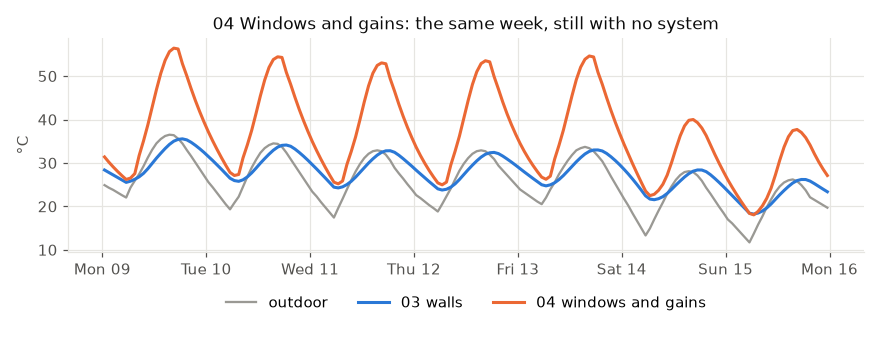 04 Windows and gains: the same week, still with no system
°C
50
40
30
20
10
Mon 09 Tue 10 Wed 11 Thu 12 Fri 13 Sat 14 Sun 15 Mon 16
outdoor 03 walls 04 windows and gains